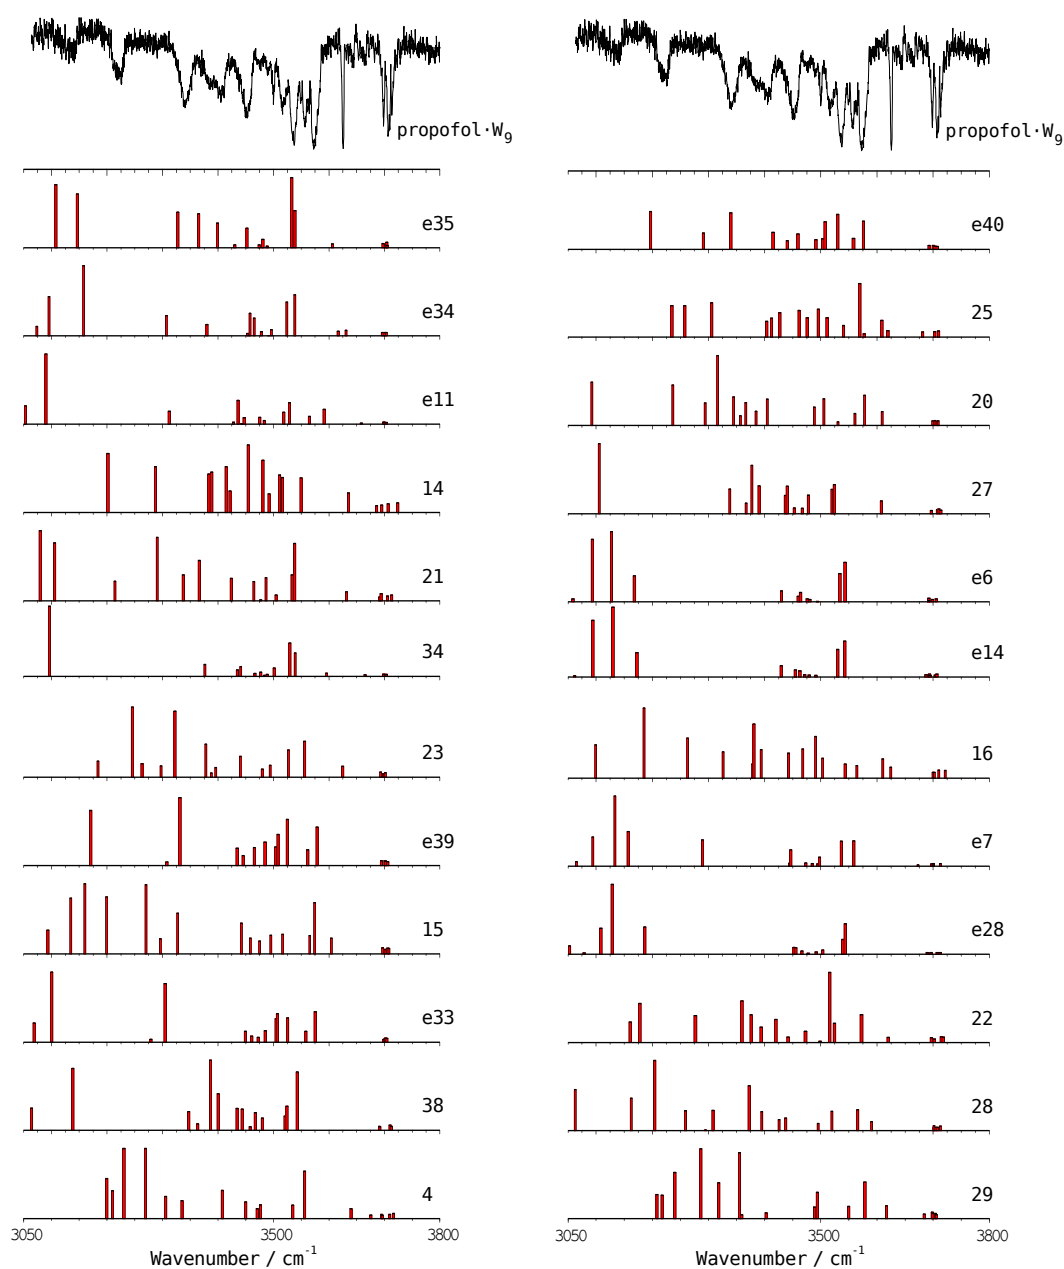 propofol·W₉
e35
e34
e11
14
21
34
23
e39
15
e33
38
4
3050 3500 3800
Wavenumber / cm⁻¹
propofol·W₉
e40
25
20
27
e6
e14
16
e7
e28
22
28
29
3050 3500 3800
Wavenumber / cm⁻¹